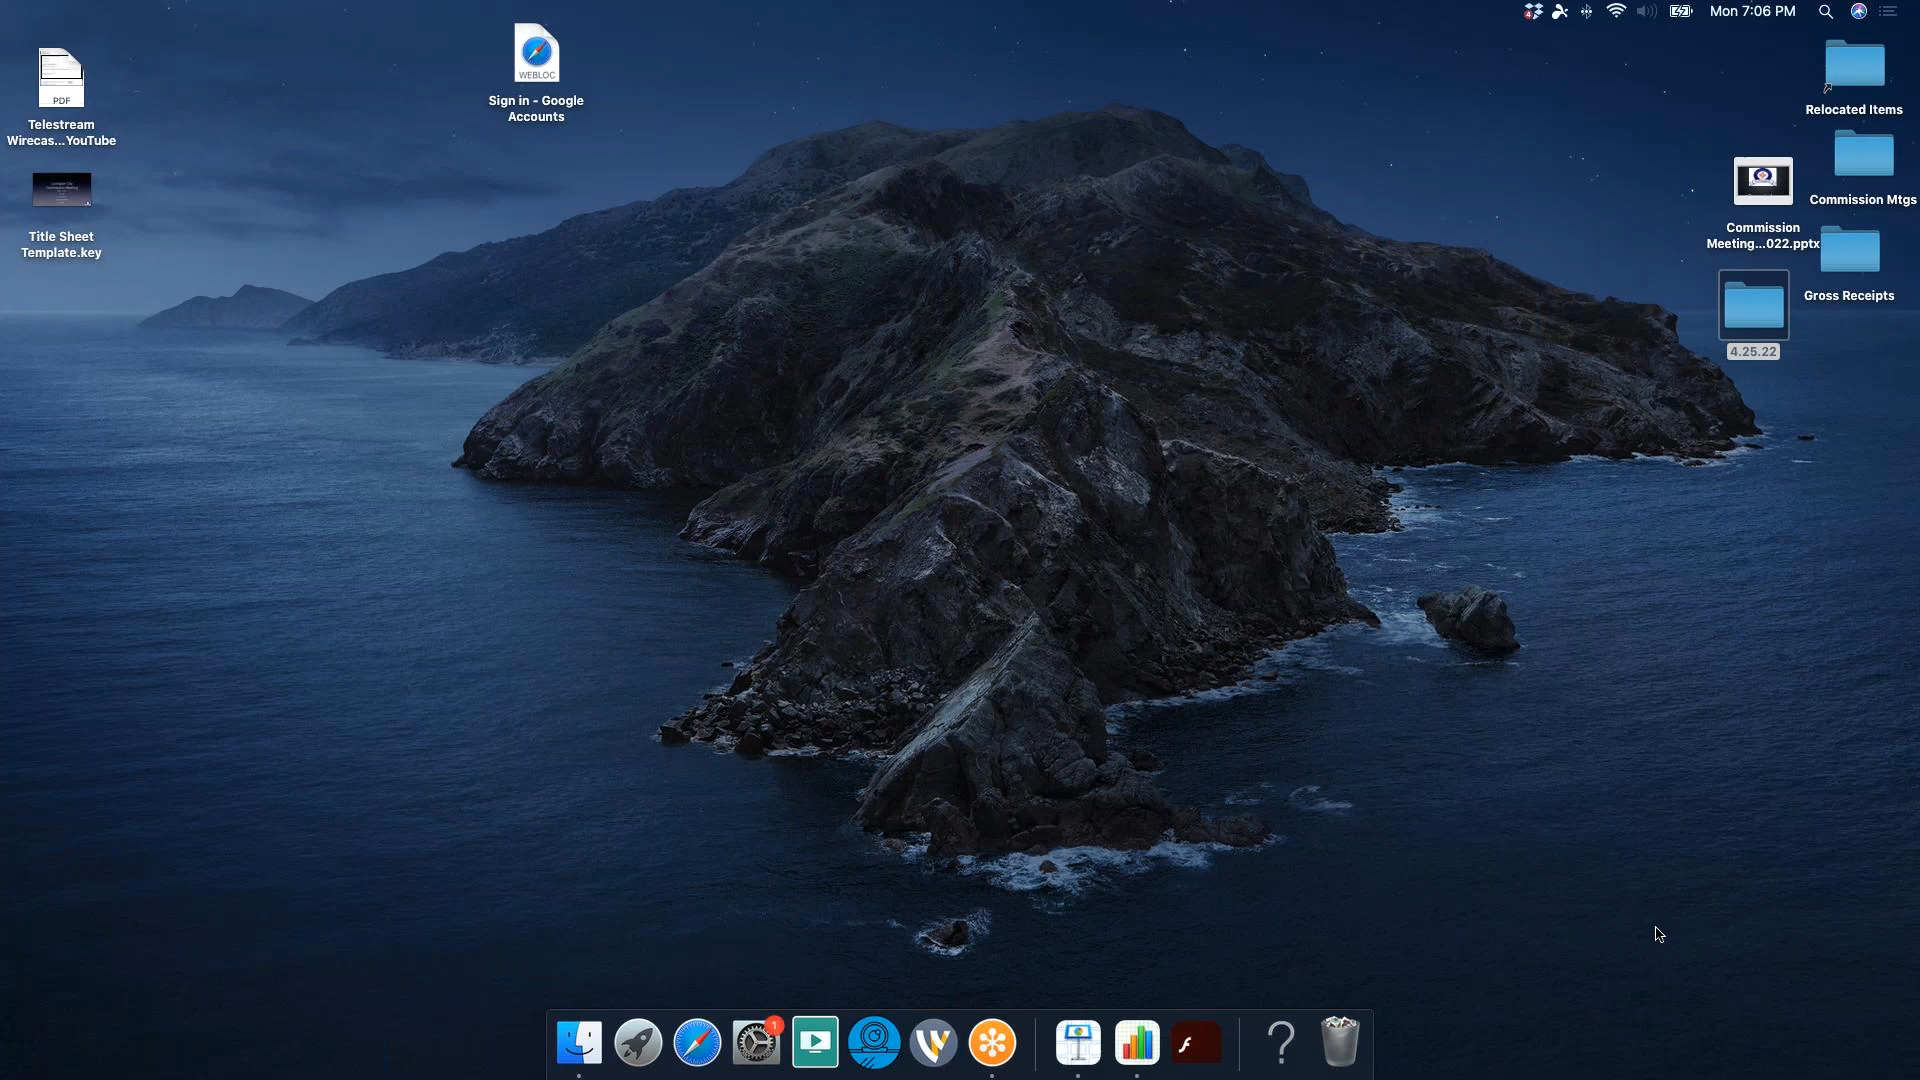 Mon 7:06 PM
PDF
Telestream
Wirecas...YouTube
Title Sheet
Template.key
WEBLOC
Sign in - Google
Accounts
Relocated Items
Commission Mtgs
Commission
Meeting...022.pptx
Gross Receipts
4.25.22
1